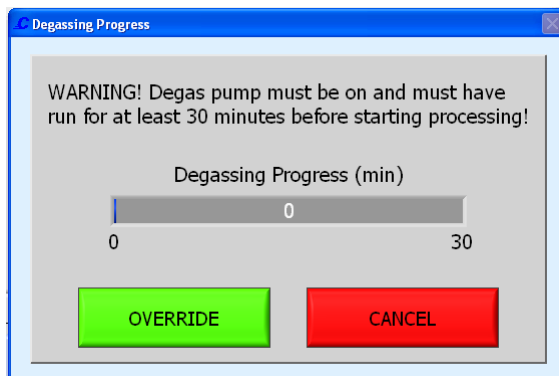 Degassing Progress
WARNING! Degas pump must be on and must have
run for at least 30 minutes before starting processing!
Degassing Progress (min)
0
0 30
OVERRIDE CANCEL